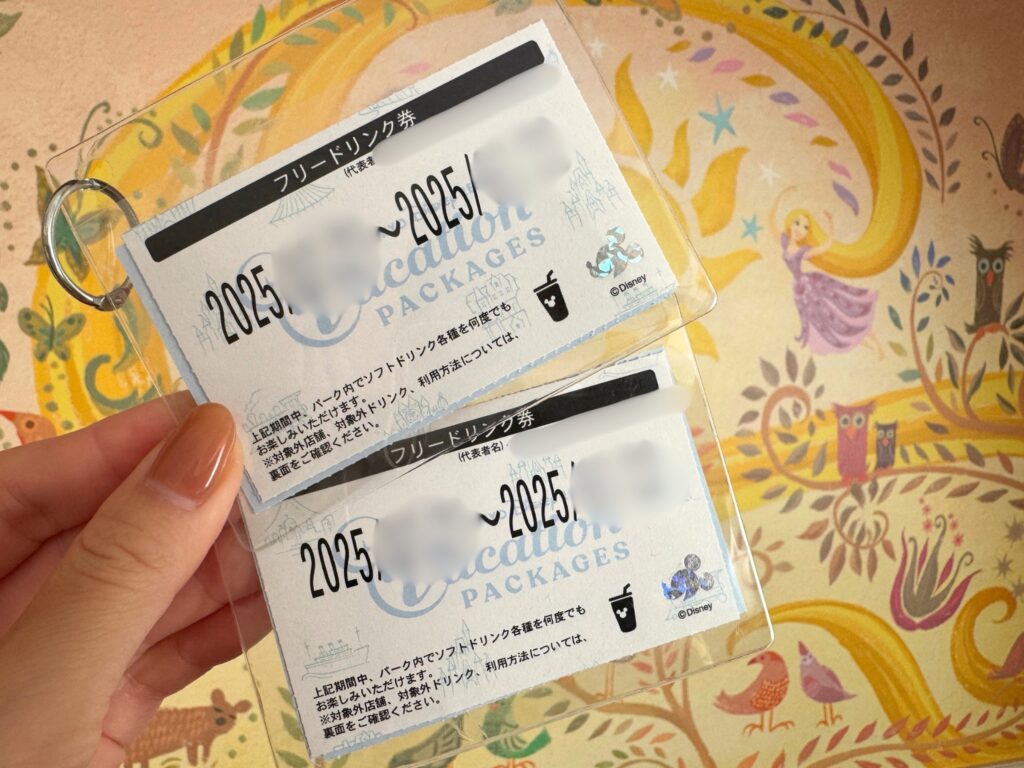 フリードリンク券
(代表者
2025/ ～2025/
Vacation
PACKAGES
©Disney
上記期間中、パーク内でソフトドリンク各種を何度でも
お楽しみいただけます。
※対象外店舗、対象外ドリンク、利用方法については、
裏面をご確認ください。
フリードリンク券
(代表者名)
2025/ ～2025/
Vacation
PACKAGES
©Disney
上記期間中、パーク内でソフトドリンク各種を何度でも
お楽しみいただけます。
※対象外店舗、対象外ドリンク、利用方法については、
裏面をご確認ください。